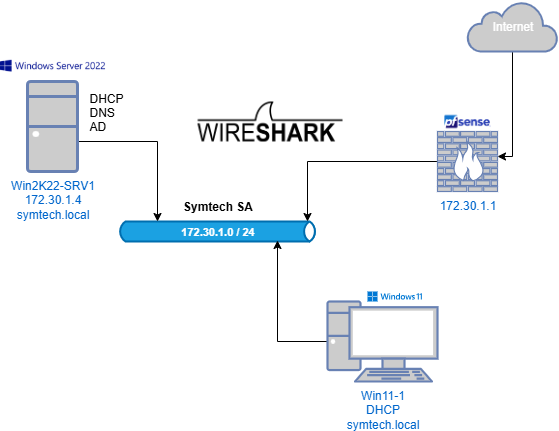 Internet
Windows Server 2022
DHCP
DNS
AD
WIRESHARK
pfsense
Win2K22-SRV1
172.30.1.4
symtech.local
172.30.1.1
Symtech SA
172.30.1.0 / 24
Windows 11
Win11-1
DHCP
symtech.local